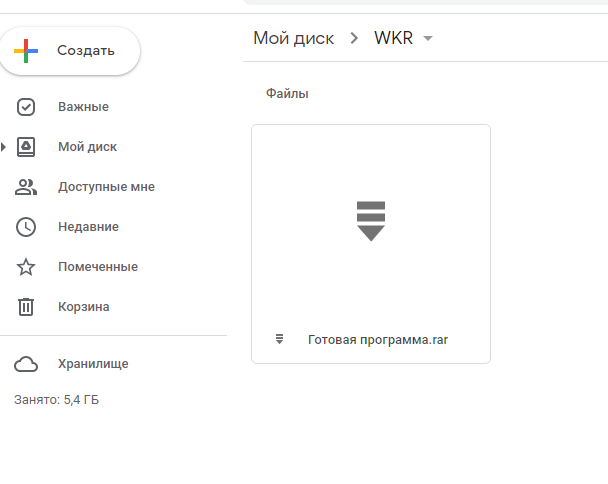 Создать
Важные
Мой диск
Доступные мне
Недавние
Помеченные
Корзина
Хранилище
Занято: 5,4 ГБ
Мой диск WKR
Файлы
Готовая программа.rar